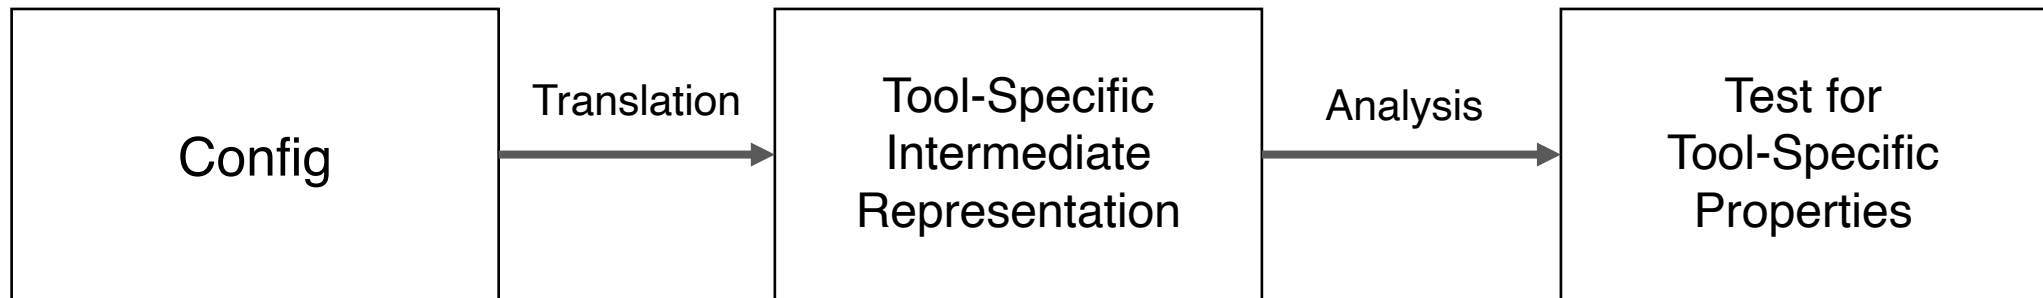 Config
Translation
Tool-Specific
Intermediate
Representation
Analysis
Test for
Tool-Specific
Properties